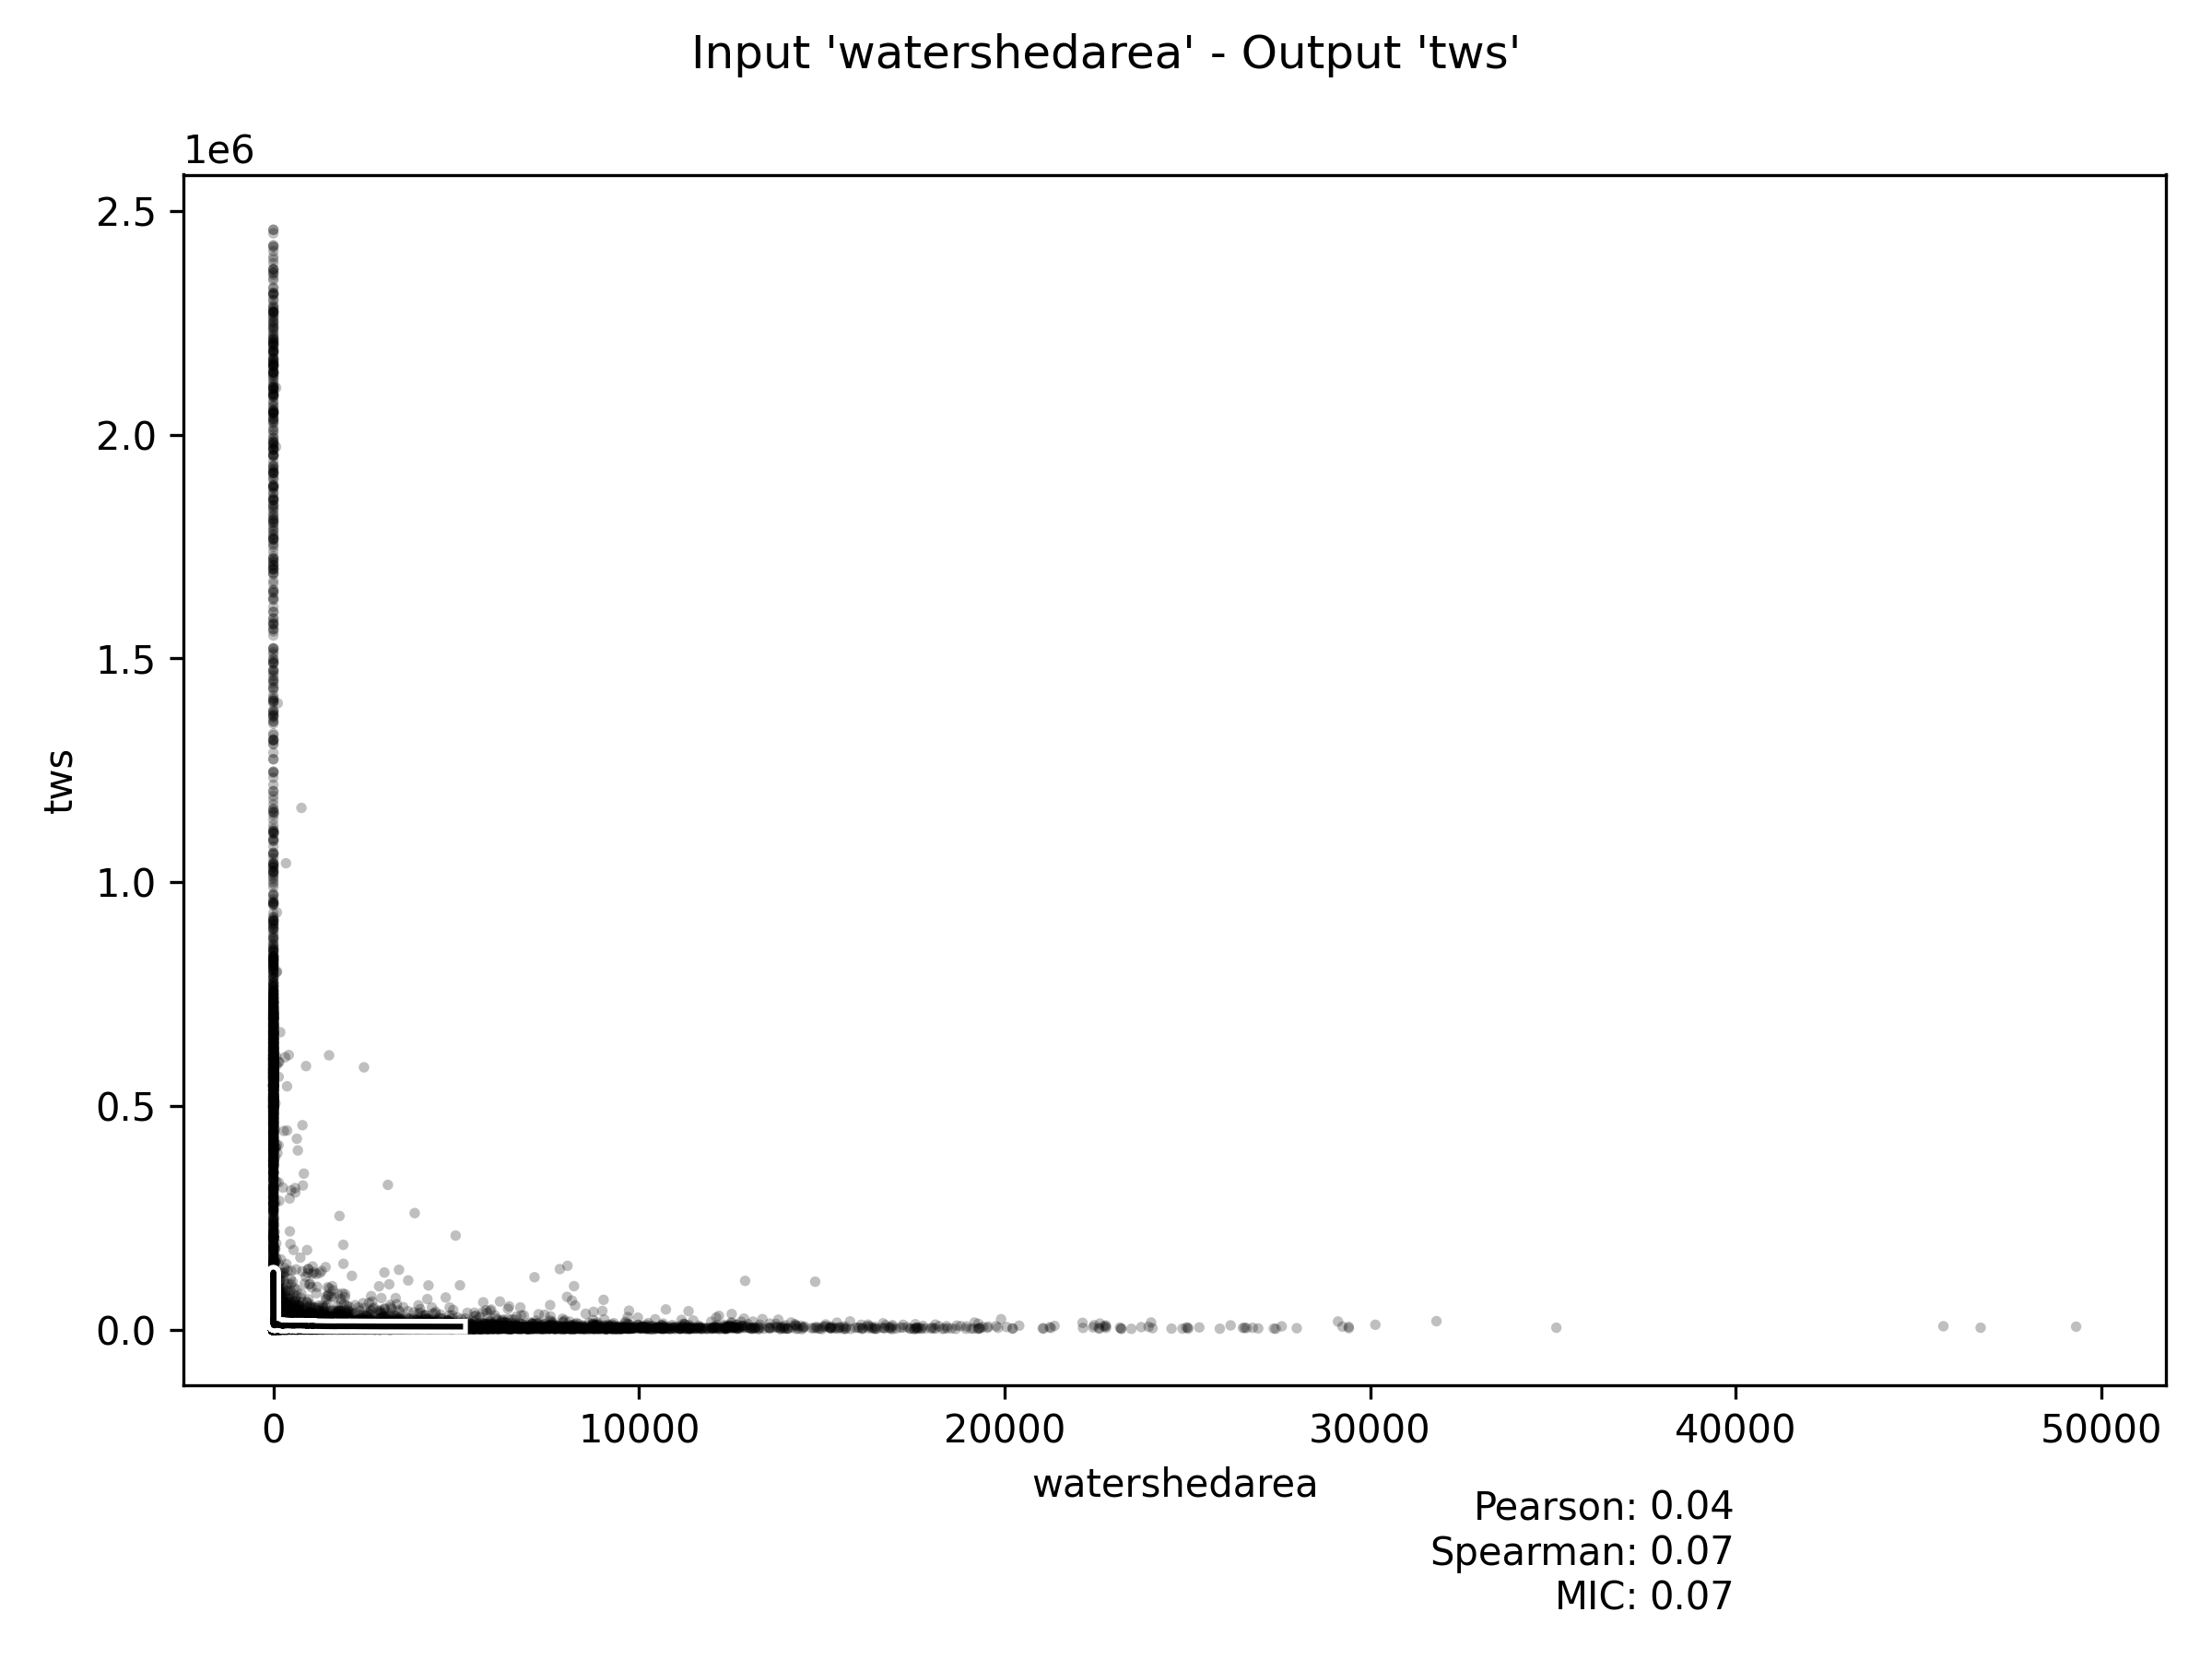 Input 'watershedarea' - Output 'tws'
1e6
2.5
2.0
1.5
1.0
0.5
0.0
tws
0 10000 20000 30000 40000 50000
watershedarea
Pearson: 0.04
Spearman: 0.07
MIC: 0.07